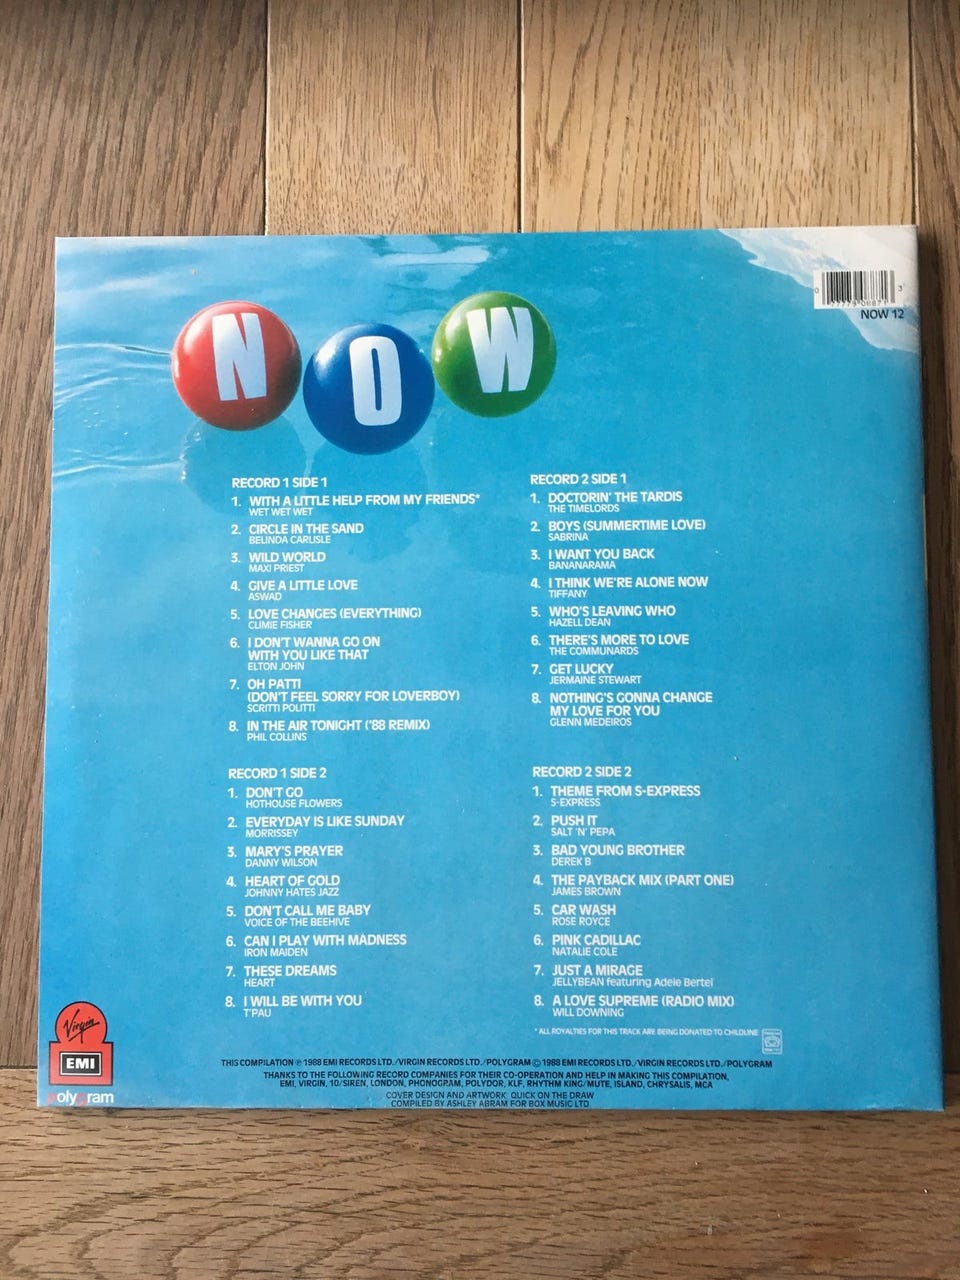 NOW
NOW 12
RECORD 1 SIDE 1
1. WITH A LITTLE HELP FROM MY FRIENDS*
WET WET WET
2. CIRCLE IN THE SAND
BELINDA CARLISLE
3. WILD WORLD
MAXI PRIEST
4. GIVE A LITTLE LOVE
ASWAD
5. LOVE CHANGES (EVERYTHING)
CLIMIE FISHER
6. I DON'T WANNA GO ON
WITH YOU LIKE THAT
ELTON JOHN
7. OH PATTI
(DON'T FEEL SORRY FOR LOVERBOY)
SCRITTI POLITTI
8. IN THE AIR TONIGHT ('88 REMIX)
PHIL COLLINS
RECORD 1 SIDE 2
1. DON'T GO
HOTHOUSE FLOWERS
2. EVERYDAY IS LIKE SUNDAY
MORRISSEY
3. MARY'S PRAYER
DANNY WILSON
4. HEART OF GOLD
JOHNNY HATES JAZZ
5. DON'T CALL ME BABY
VOICE OF THE BEEHIVE
6. CAN I PLAY WITH MADNESS
IRON MAIDEN
7. THESE DREAMS
HEART
8. I WILL BE WITH YOU
T'PAU
RECORD 2 SIDE 1
1. DOCTORIN' THE TARDIS
THE TIMELORDS
2. BOYS (SUMMERTIME LOVE)
SABRINA
3. I WANT YOU BACK
BANANARAMA
4. I THINK WE'RE ALONE NOW
TIFFANY
5. WHO'S LEAVING WHO
HAZELL DEAN
6. THERE'S MORE TO LOVE
THE COMMUNARDS
7. GET LUCKY
JERMAINE STEWART
8. NOTHING'S GONNA CHANGE
MY LOVE FOR YOU
GLENN MEDEIROS
RECORD 2 SIDE 2
1. THEME FROM S-EXPRESS
S-EXPRESS
2. PUSH IT
SALT 'N' PEPA
3. BAD YOUNG BROTHER
DEREK B
4. THE PAYBACK MIX (PART ONE)
JAMES BROWN
5. CAR WASH
ROSE ROYCE
6. PINK CADILLAC
NATALIE COLE
7. JUST A MIRAGE
JELLYBEAN featuring Adele Bertel
8. A LOVE SUPREME (RADIO MIX)
WILL DOWNING
* ALL ROYALTIES FOR THIS TRACK ARE BEING DONATED TO CHILDLINE
Virgin
EMI
polygram
THIS COMPILATION ℗ 1988 EMI RECORDS LTD./VIRGIN RECORDS LTD./POLYGRAM © 1988 EMI RECORDS LTD./VIRGIN RECORDS LTD./POLYGRAM
THANKS TO THE FOLLOWING RECORD COMPANIES FOR THEIR CO-OPERATION AND HELP IN MAKING THIS COMPILATION,
EMI, VIRGIN, 10/SIREN, LONDON, PHONOGRAM, POLYDOR, KLF, RHYTHM KING/MUTE, ISLAND, CHRYSALIS, MCA
COVER DESIGN AND ARTWORK: QUICK ON THE DRAW
COMPILED BY ASHLEY ABRAM FOR BOX MUSIC LTD.